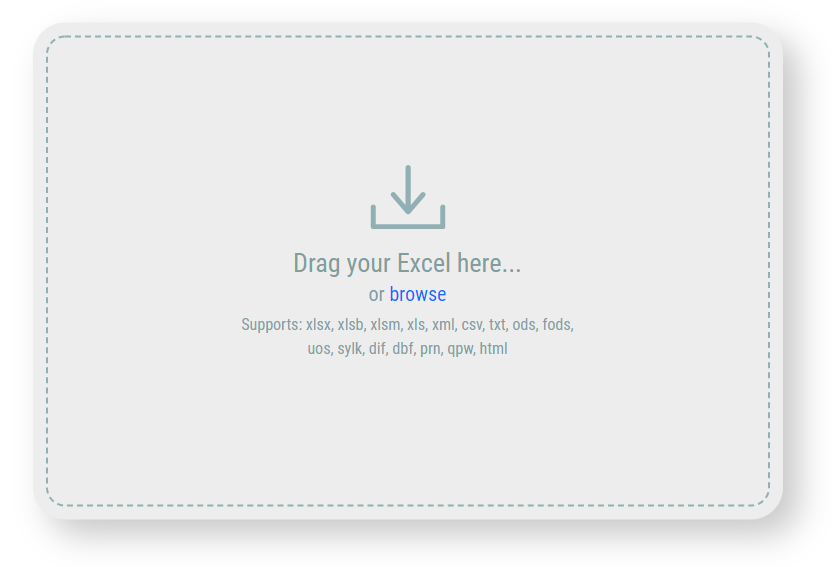 Drag your Excel here...
or browse
Supports: xlsx, xlsb, xlsm, xls, xml, csv, txt, ods, fods,
uos, sylk, dif, dbf, prn, qpw, html